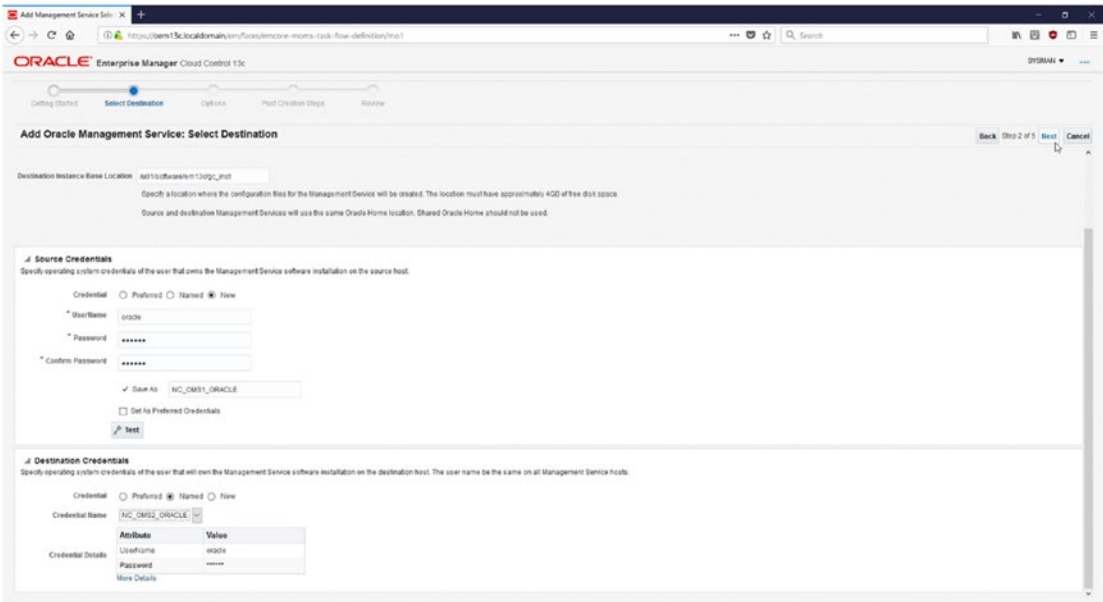 Add Management Service: Sele
https://oem13c.localdomain/em/faces/emcore-moms-task-flow-definition/mo1
Search
ORACLE Enterprise Manager Cloud Control 13c
SYSMAN
Getting Started Select Destination Options Post Creation Steps Review
Add Oracle Management Service: Select Destination
Back Step 2 of 5 Next Cancel
Destination Instance Base Location /u01/software/em13c/gc_inst
Specify a location where the configuration files for the Management Service will be created. The location must have approximately 4GB of free disk space.
Source and destination Management Services will use the same Oracle Home location. Shared Oracle Home should not be used.
Source Credentials
Specify operating system credentials of the user that owns the Management Service software installation on the source host.
Credential Preferred Named New
* UserName oracle
* Password ••••••
* Confirm Password ••••••
Save As NC_OMS1_ORACLE
Set As Preferred Credentials
Test
Destination Credentials
Specify operating system credentials of the user that will own the Management Service software installation on the destination host. The user name be the same on all Management Service hosts.
Credential Preferred Named New
Credential Name NC_OMS2_ORACLE
Attribute Value
Credential Details
UserName oracle
Password ******
More Details